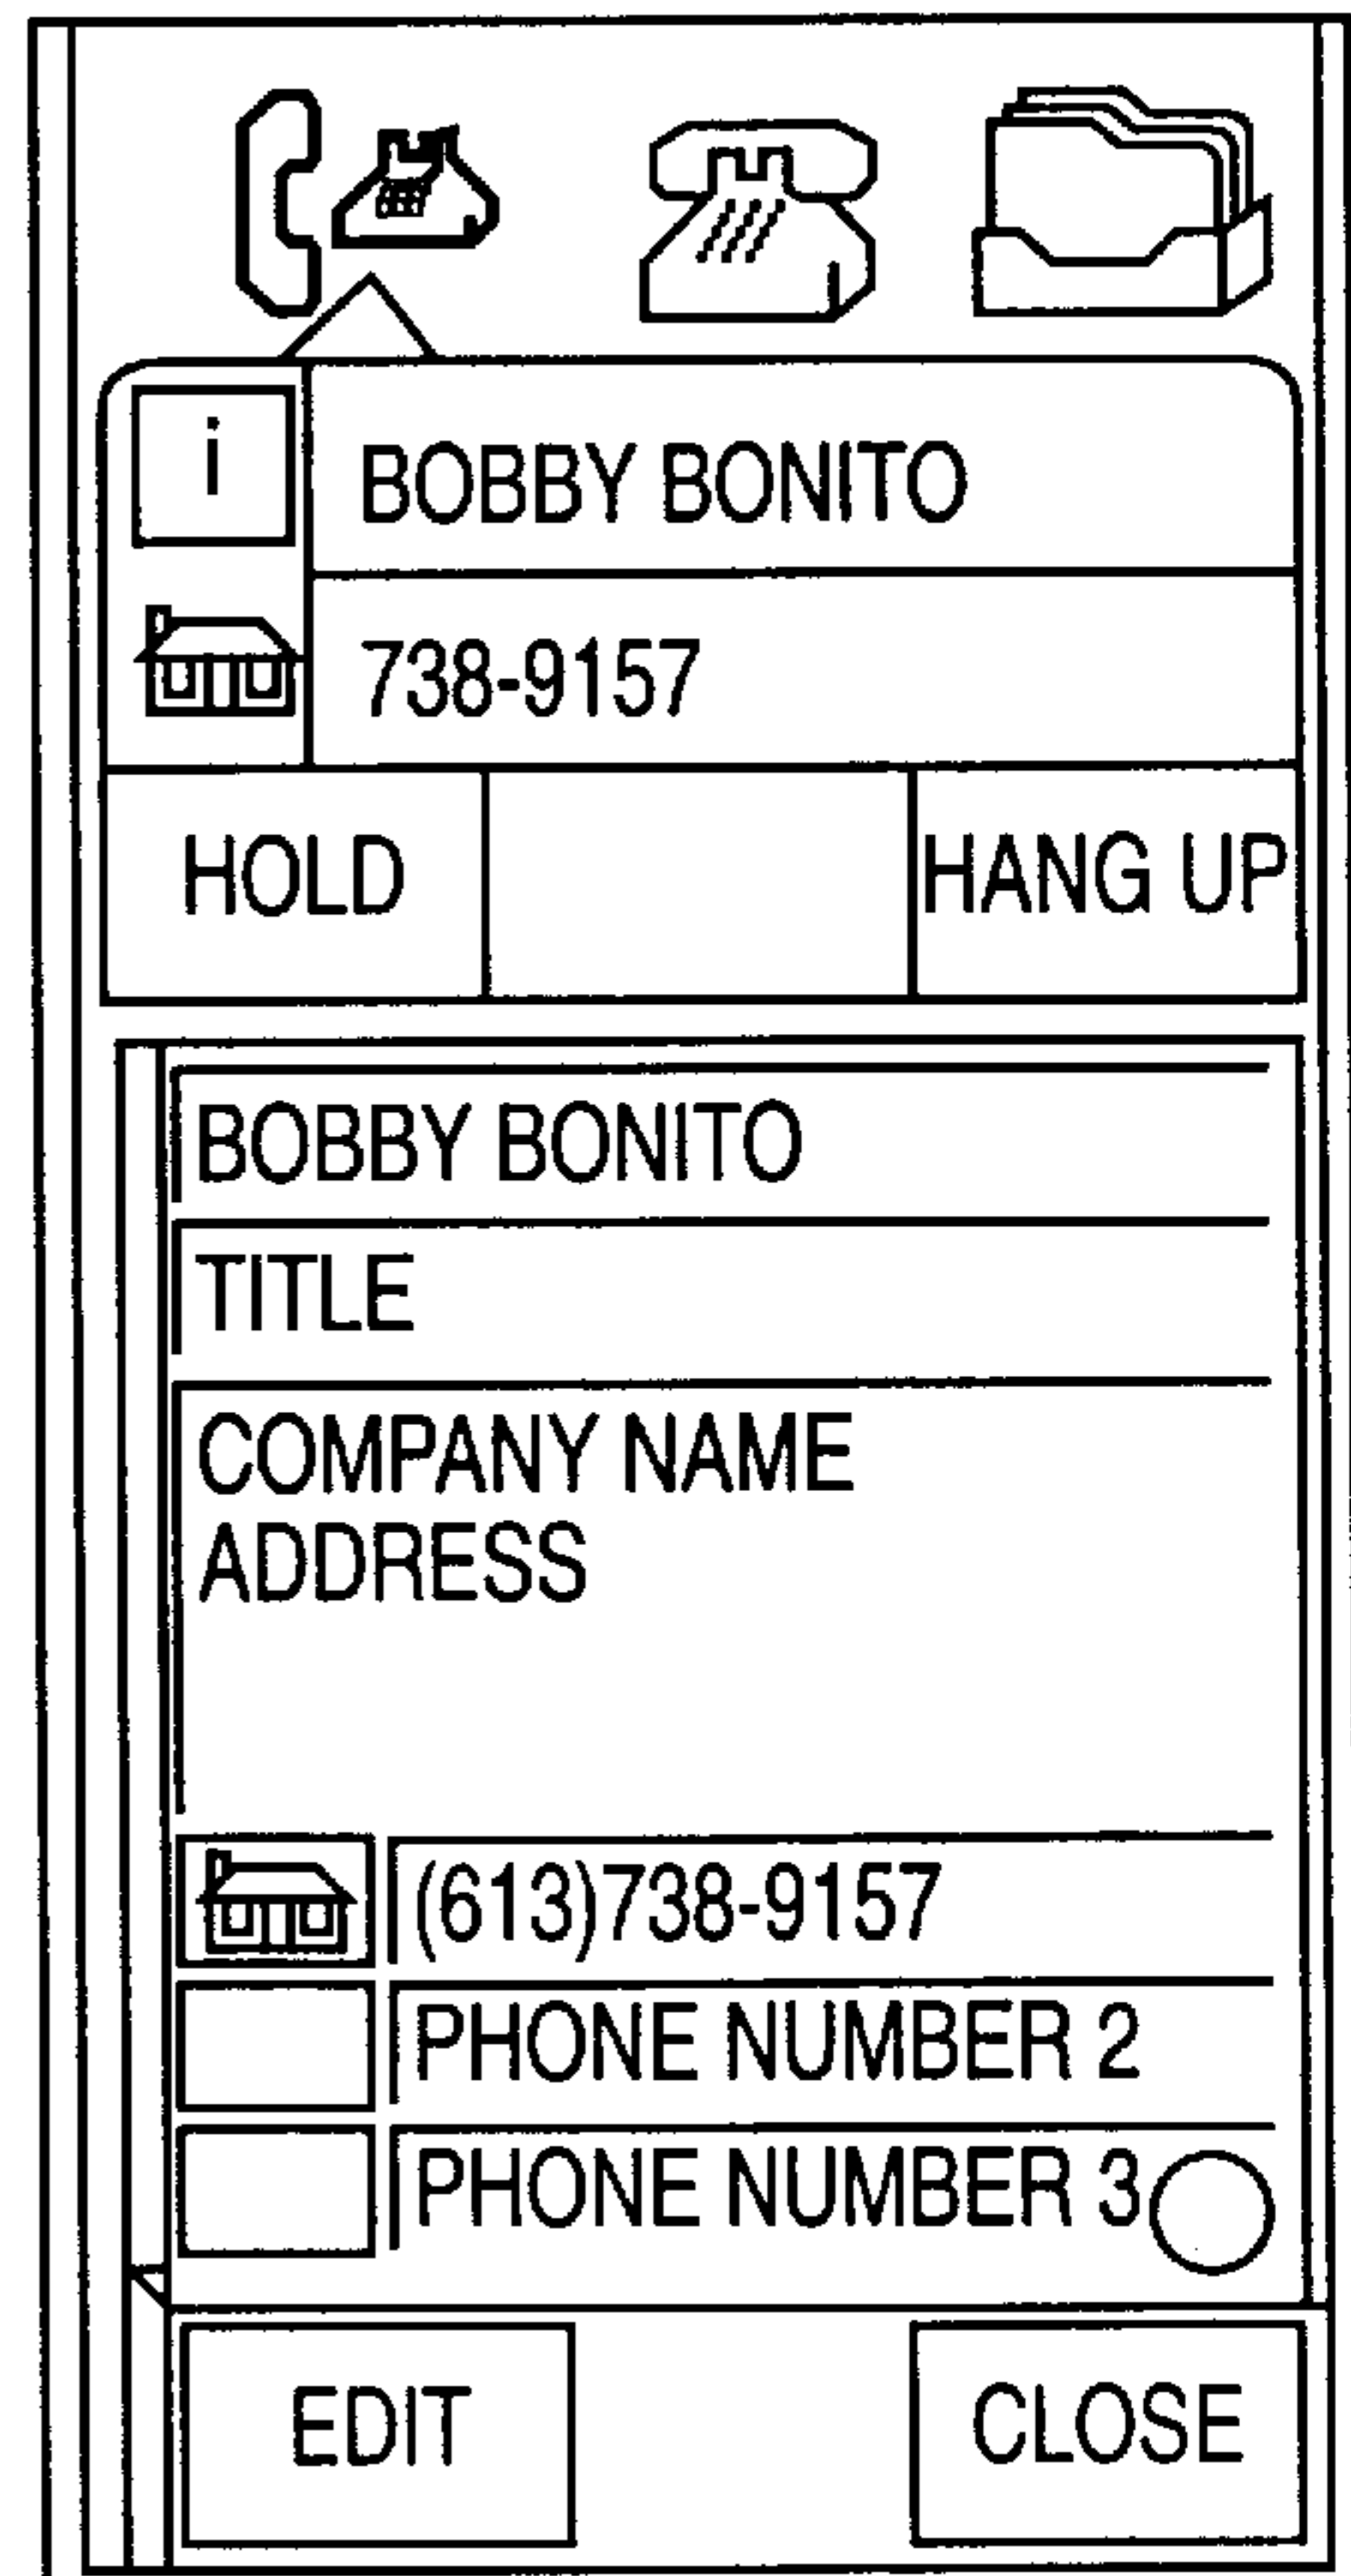 i
BOBBY BONITO
738-9157
HOLD
HANG UP
BOBBY BONITO
TITLE
COMPANY NAME
ADDRESS
(613)738-9157
PHONE NUMBER 2
PHONE NUMBER 3
EDIT
CLOSE